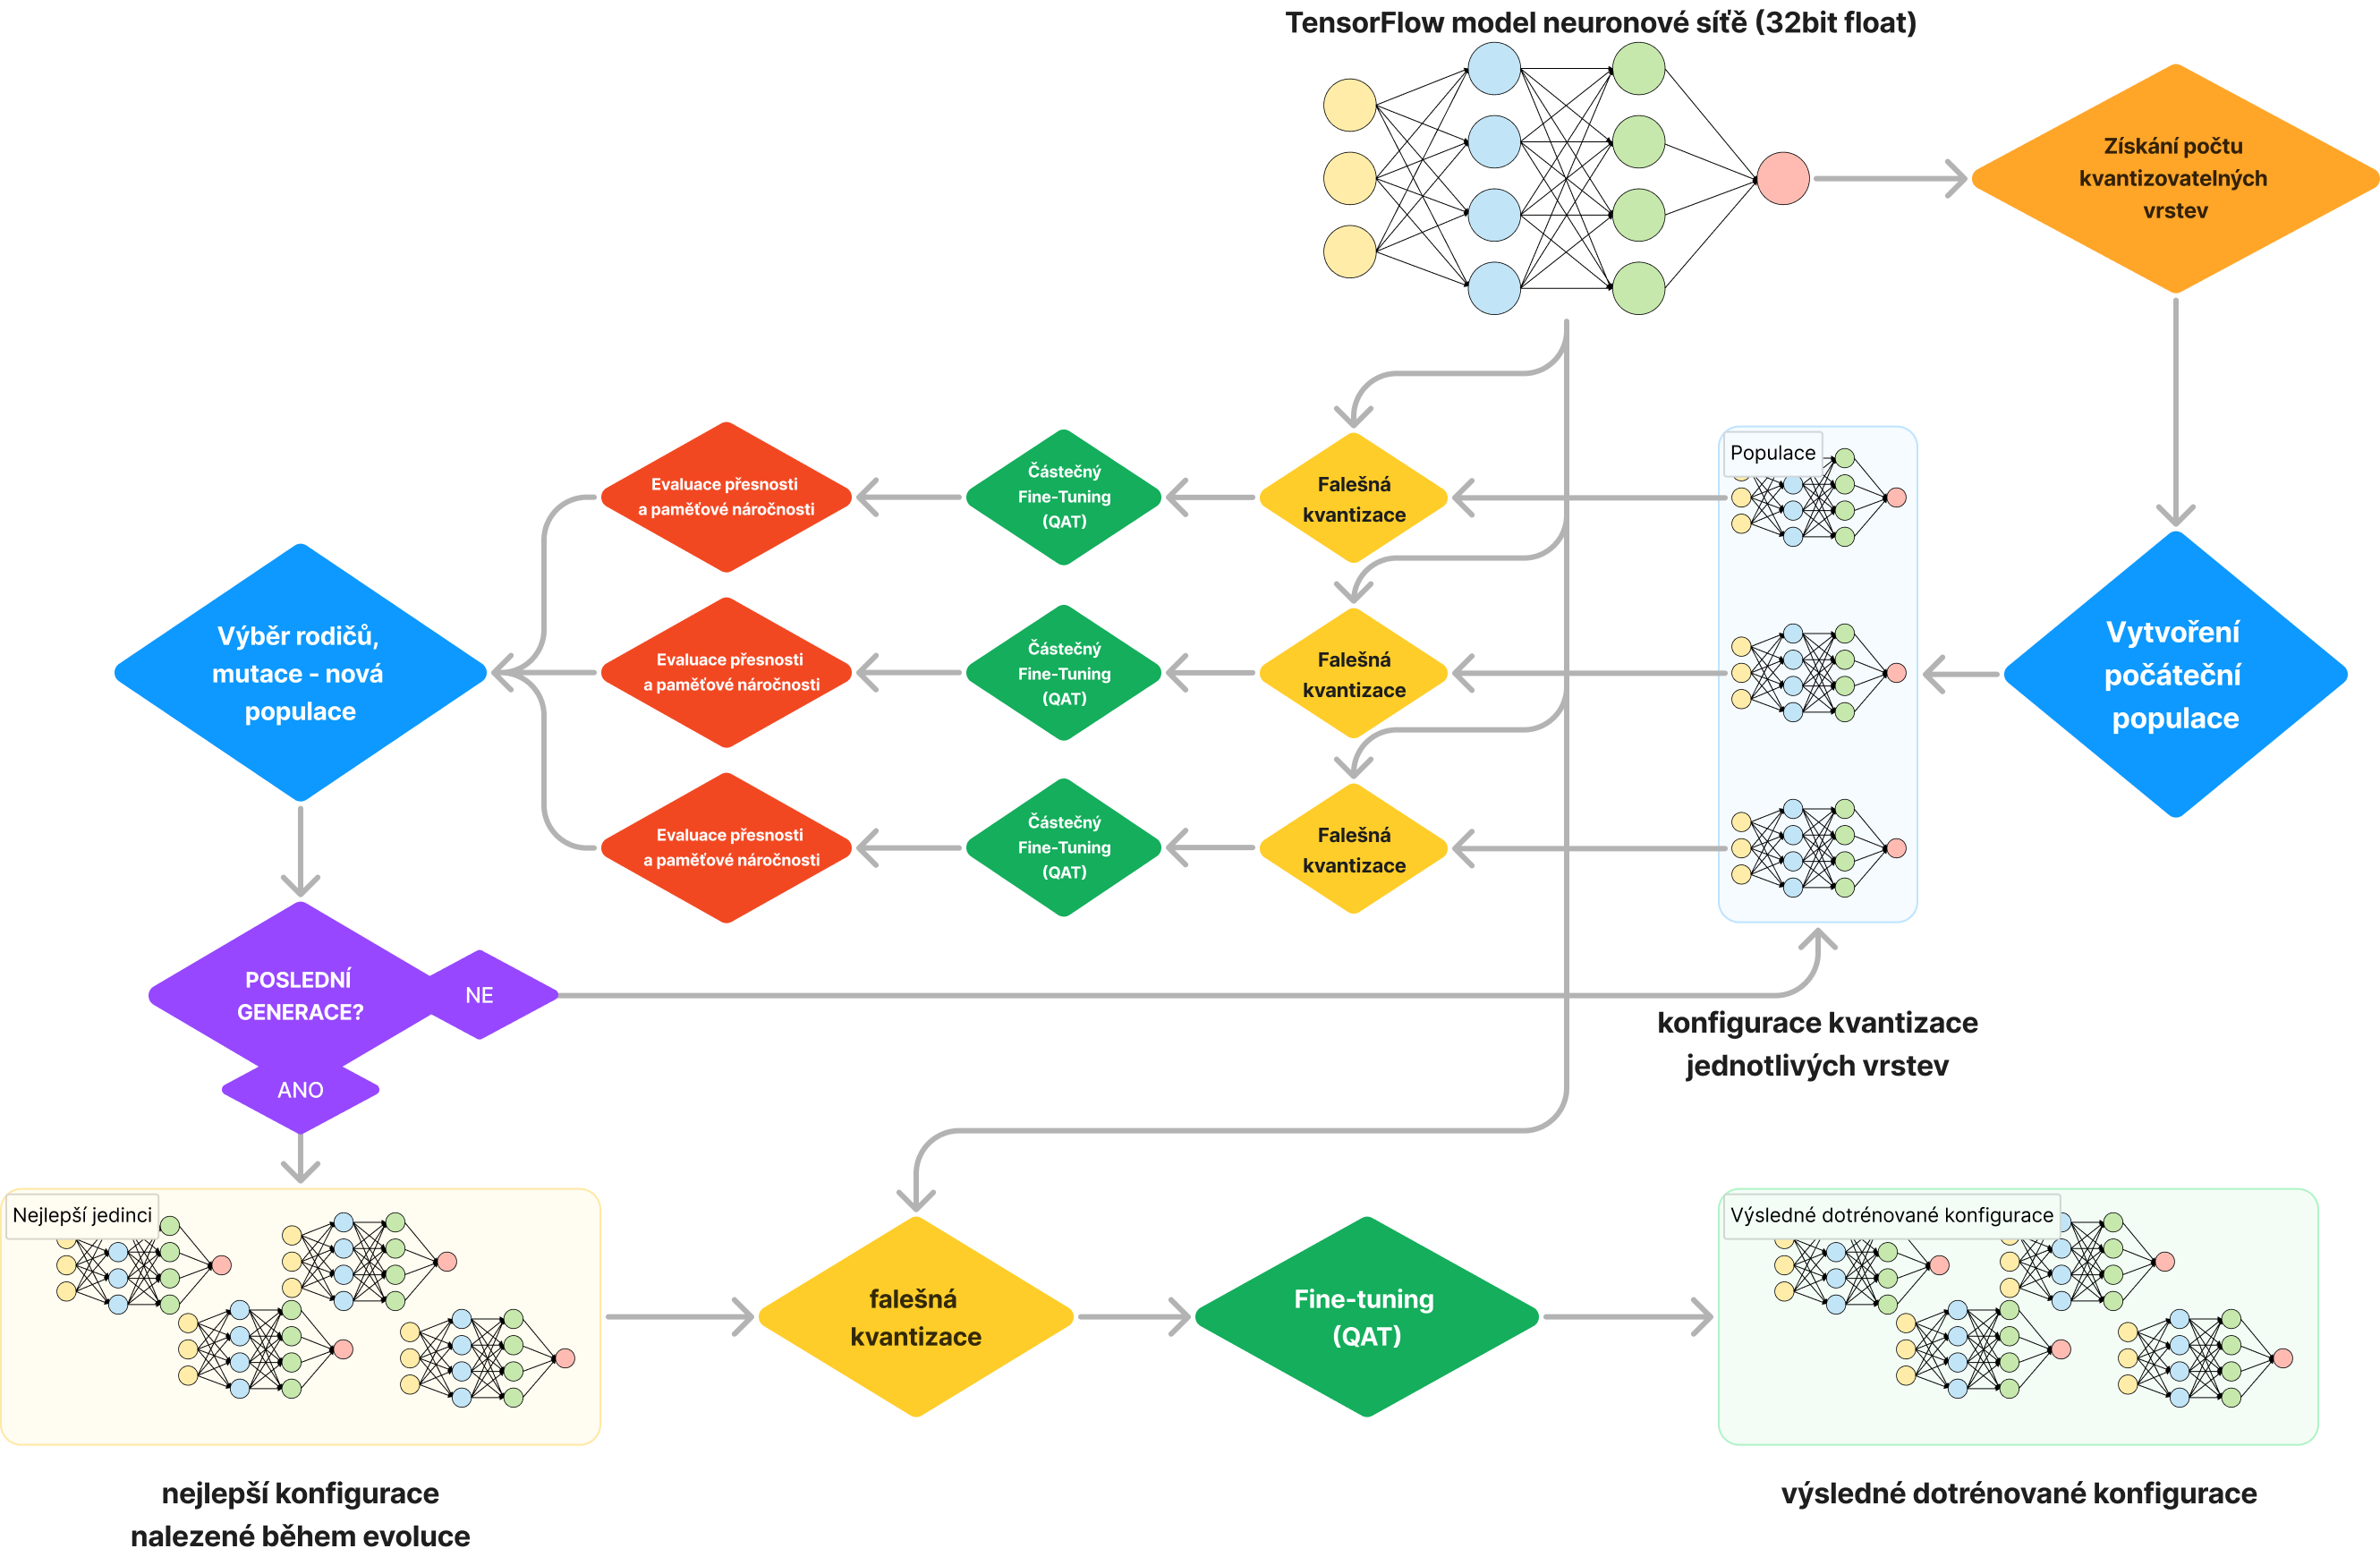 TensorFlow model neuronové síťě (32bit float)
Získání počtu
kvantizovatelných
vrstev
Populace
Falešná
kvantizace
Částečný
Fine-Tuning
(QAT)
Evaluace přesnosti
a paměťové náročnosti
Vytvoření
počáteční
populace
Výběr rodičů,
mutace - nová
populace
Falešná
kvantizace
Částečný
Fine-Tuning
(QAT)
Evaluace přesnosti
a paměťové náročnosti
Falešná
kvantizace
Částečný
Fine-Tuning
(QAT)
Evaluace přesnosti
a paměťové náročnosti
POSLEDNÍ
GENERACE?
NE
ANO
konfigurace kvantizace
jednotlivých vrstev
Nejlepší jedinci
falešná
kvantizace
Fine-tuning
(QAT)
Výsledné dotrénované konfigurace
nejlepší konfigurace
nalezené během evoluce
výsledné dotrénované konfigurace